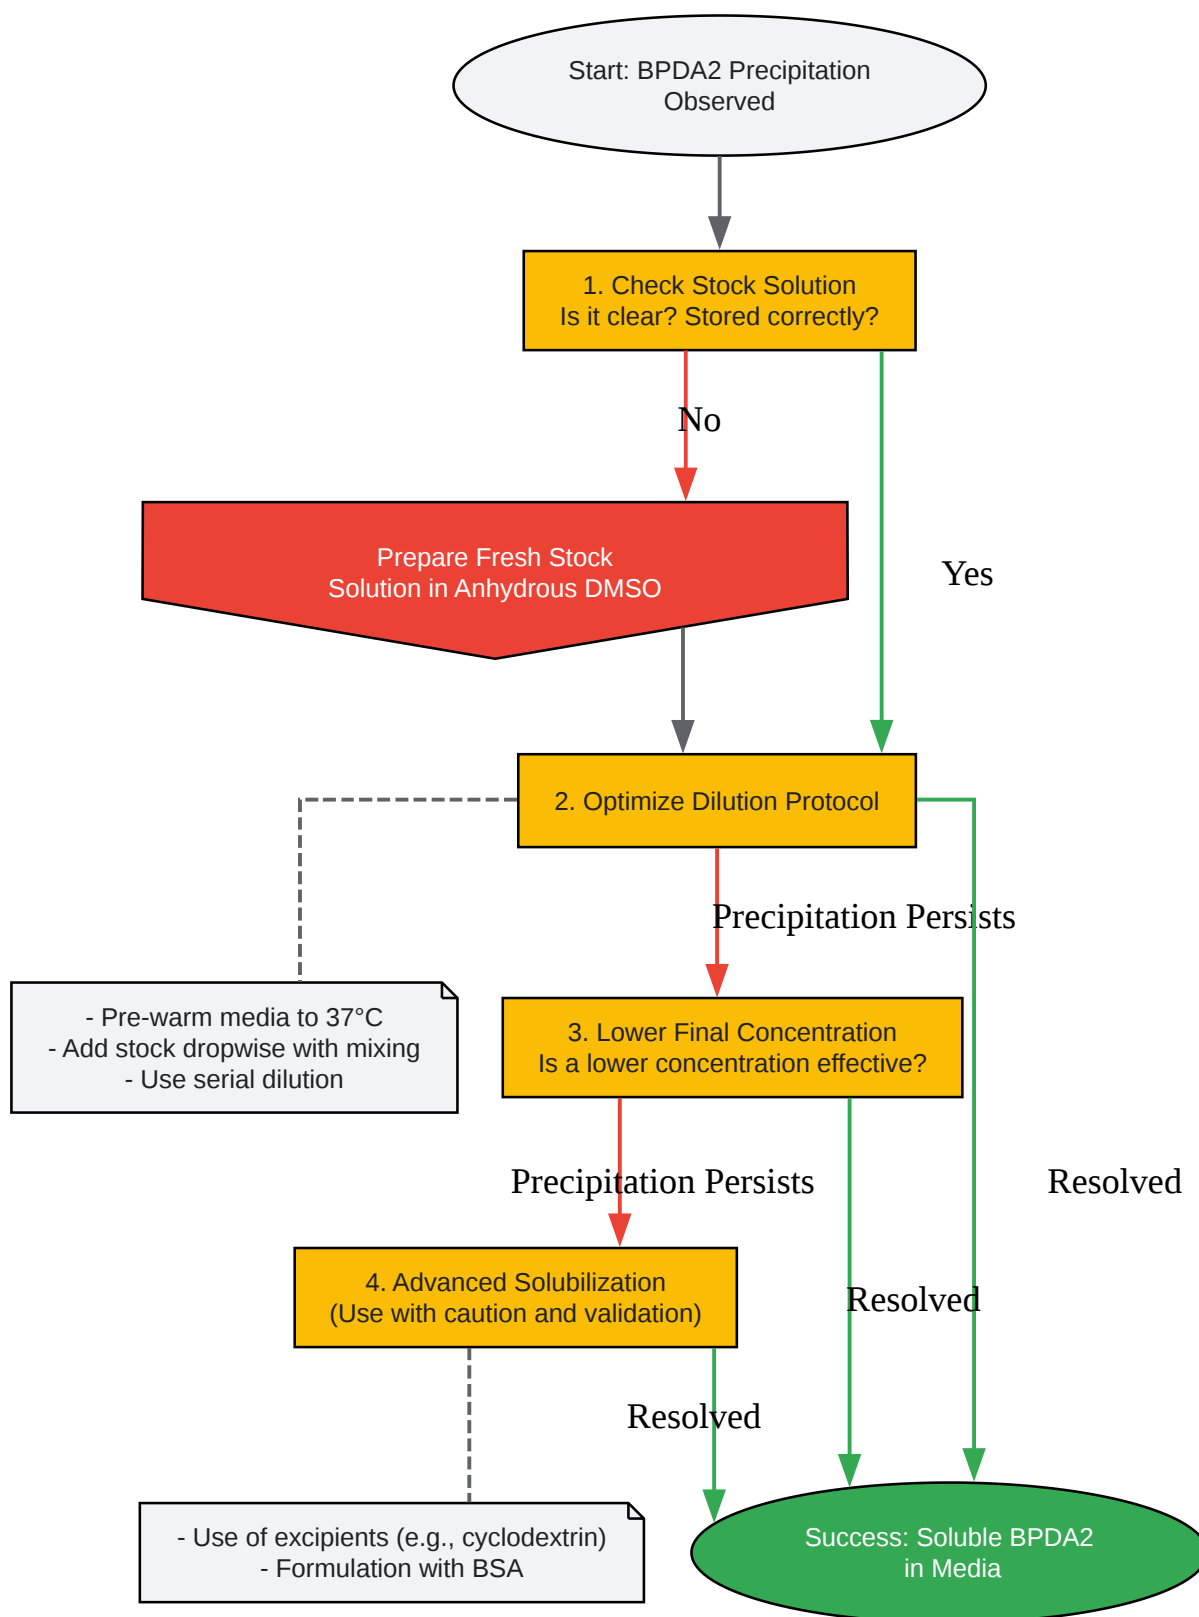 Start: BPDA2 Precipitation
Observed
1. Check Stock Solution
Is it clear? Stored correctly?
No
Prepare Fresh Stock
Solution in Anhydrous DMSO
Yes
2. Optimize Dilution Protocol
Precipitation Persists
- Pre-warm media to 37°C
- Add stock dropwise with mixing
- Use serial dilution
3. Lower Final Concentration
Is a lower concentration effective?
Precipitation Persists
Resolved
4. Advanced Solubilization
(Use with caution and validation)
Resolved
Resolved
- Use of excipients (e.g., cyclodextrin)
- Formulation with BSA
Success: Soluble BPDA2
in Media